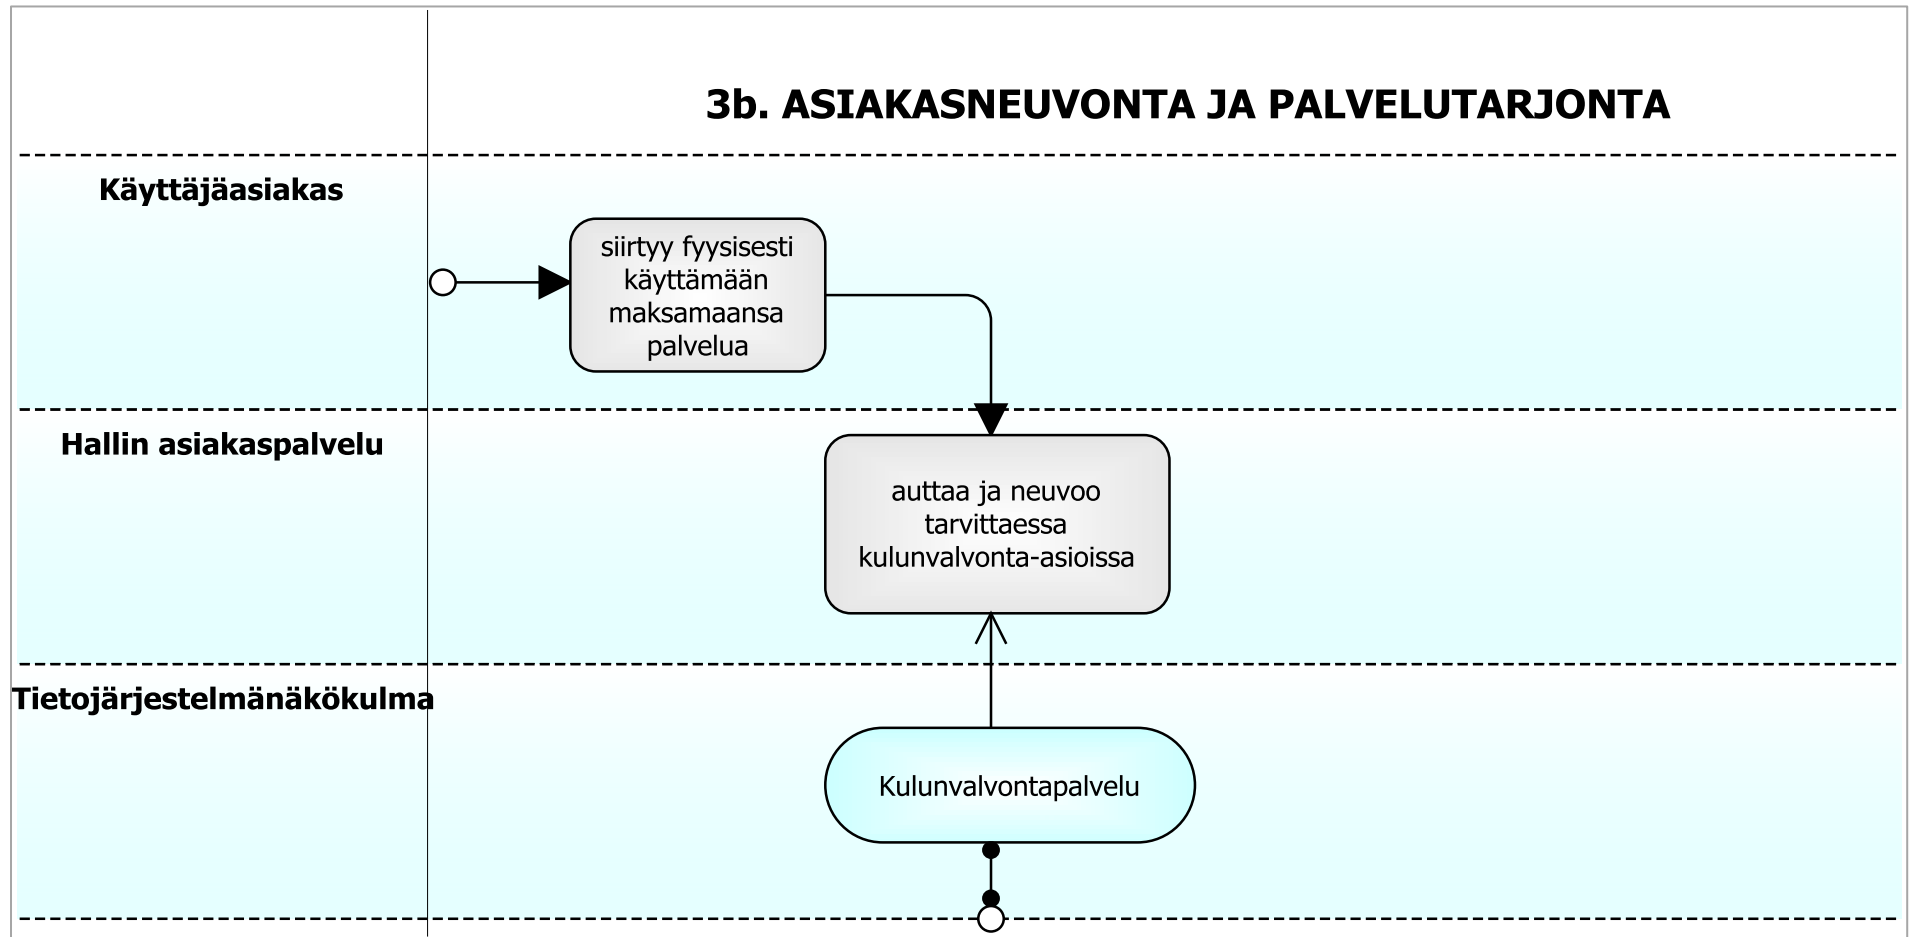 3b. ASIAKASNEUVONTA JA PALVELUTARJONTA
Käyttäjäasiakas
siirtyy fyysisesti
käyttämään
maksamaansa
palvelua
Hallin asiakaspalvelu
auttaa ja neuvoo
tarvittaessa
kulunvalvonta-asioissa
Tietojärjestelmänäkökulma
Kulunvalvontapalvelu